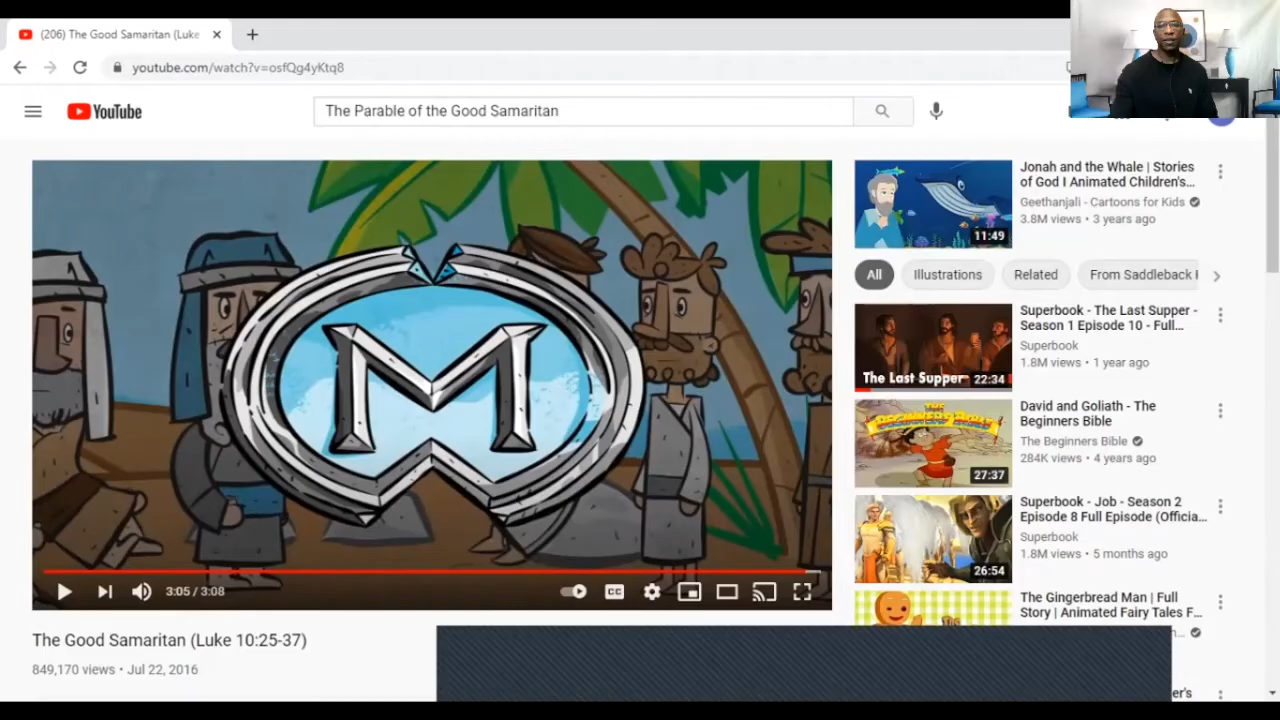 (206) The Good Samaritan (Luke
youtube.com/watch?v=osfQg4yKtq8
YouTube
The Parable of the Good Samaritan
M
3:05 / 3:08
CC
The Good Samaritan (Luke 10:25-37)
849,170 views • Jul 22, 2016
Jonah and the Whale | Stories
of God I Animated Children's...
Geethanjali - Cartoons for Kids
3.8M views • 3 years ago
11:49
All
Illustrations
Related
From Saddleback
Superbook - The Last Supper -
Season 1 Episode 10 - Full...
Superbook
1.8M views • 1 year ago
The Last Supper
22:34
David and Goliath - The
Beginners Bible
The Beginners Bible
284K views • 4 years ago
THE
BEGINNERS BIBLE
27:37
Superbook - Job - Season 2
Episode 8 Full Episode (Officia...
Superbook
1.8M views • 5 months ago
26:54
The Gingerbread Man | Full
Story | Animated Fairy Tales F...
The